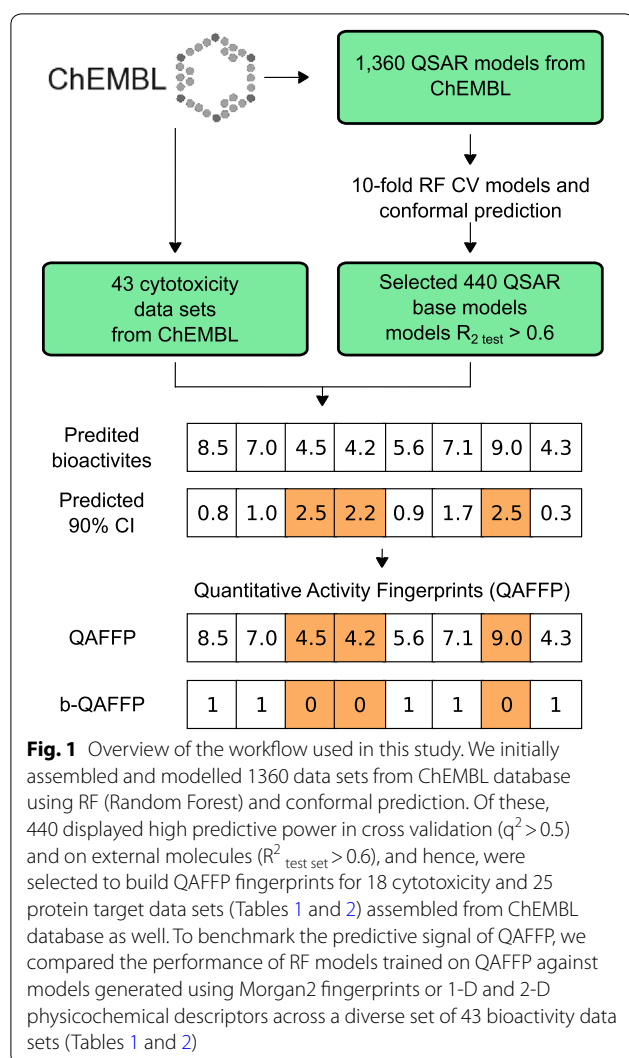 ChEMBL
1,360 QSAR models from
ChEMBL
10-fold RF CV models and
conformal prediction
43 cytotoxicity
data sets
from ChEMBL
Selected 440 QSAR
base models
models R2 test > 0.6
Predited
bioactivites
8.5 7.0 4.5 4.2 5.6 7.1 9.0 4.3
Predicted
90% CI
0.8 1.0 2.5 2.2 0.9 1.7 2.5 0.3
Quantitative Activity Fingerprints (QAFFP)
QAFFP
8.5 7.0 4.5 4.2 5.6 7.1 9.0 4.3
b-QAFFP
1 1 0 0 1 1 0 1
Fig. 1 Overview of the workflow used in this study. We initially
assembled and modelled 1360 data sets from ChEMBL database
using RF (Random Forest) and conformal prediction. Of these,
440 displayed high predictive power in cross validation (q² > 0.5)
and on external molecules (R² test set > 0.6), and hence, were
selected to build QAFFP fingerprints for 18 cytotoxicity and 25
protein target data sets (Tables 1 and 2) assembled from ChEMBL
database as well. To benchmark the predictive signal of QAFFP, we
compared the performance of RF models trained on QAFFP against
models generated using Morgan2 fingerprints or 1-D and 2-D
physicochemical descriptors across a diverse set of 43 bioactivity data
sets (Tables 1 and 2)